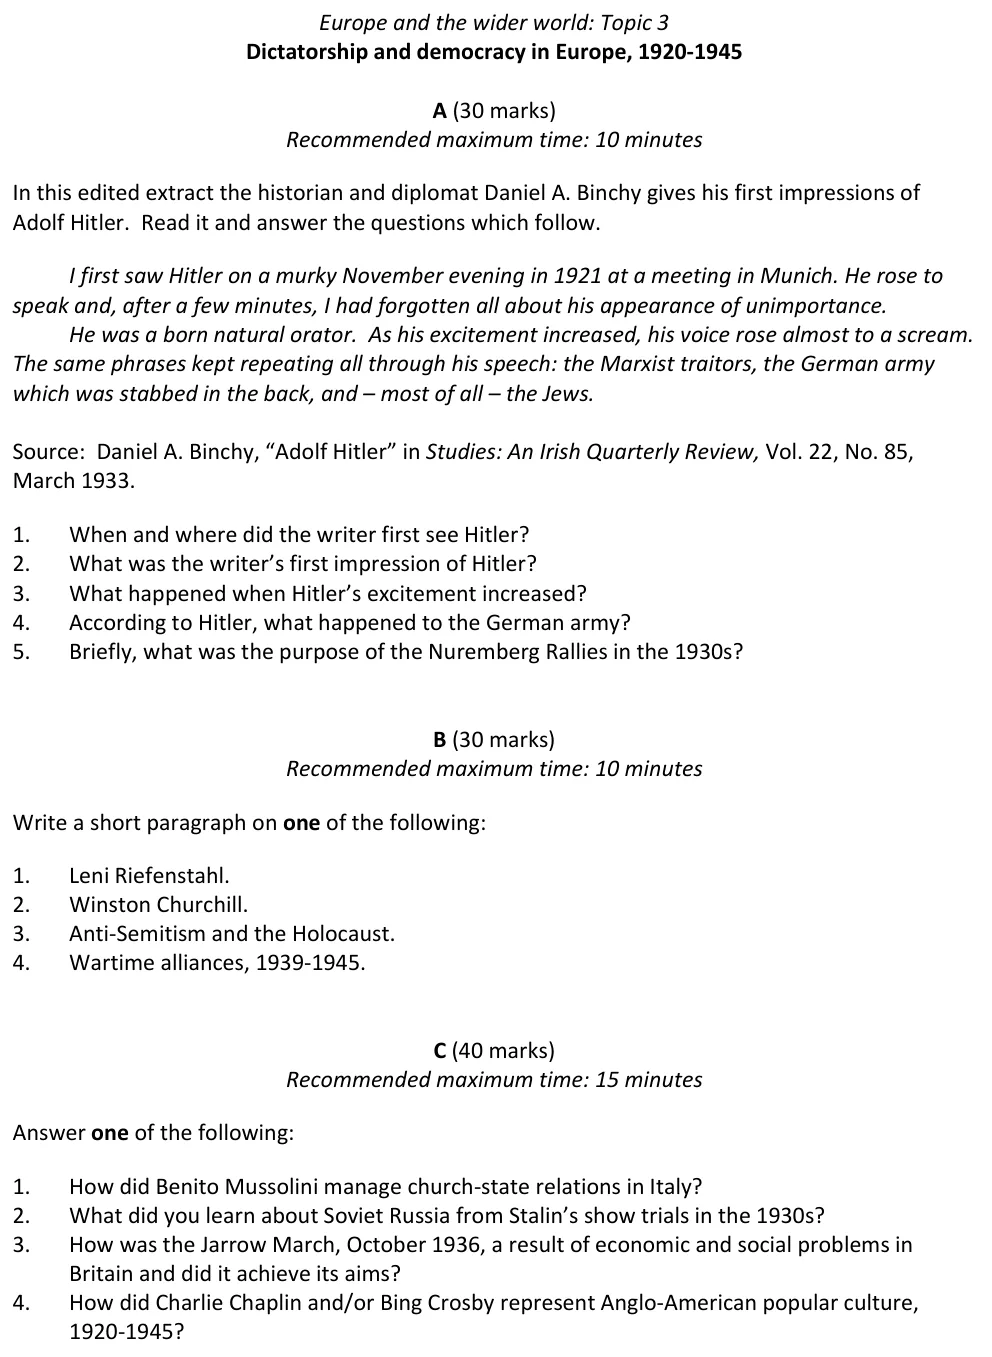 Europe and the wider world: Topic 3
Dictatorship and democracy in Europe, 1920-1945
A (30 marks)
Recommended maximum time: 10 minutes
In this edited extract the historian and diplomat Daniel A. Binchy gives his first impressions of
Adolf Hitler.  Read it and answer the questions which follow.
I first saw Hitler on a murky November evening in 1921 at a meeting in Munich. He rose to
speak and, after a few minutes, I had forgotten all about his appearance of unimportance.
He was a born natural orator.  As his excitement increased, his voice rose almost to a scream.
The same phrases kept repeating all through his speech: the Marxist traitors, the German army
which was stabbed in the back, and – most of all – the Jews.
Source:  Daniel A. Binchy, “Adolf Hitler” in Studies: An Irish Quarterly Review, Vol. 22, No. 85,
March 1933.
1. When and where did the writer first see Hitler?
2. What was the writer’s first impression of Hitler?
3. What happened when Hitler’s excitement increased?
4. According to Hitler, what happened to the German army?
5. Briefly, what was the purpose of the Nuremberg Rallies in the 1930s?
B (30 marks)
Recommended maximum time: 10 minutes
Write a short paragraph on one of the following:
1. Leni Riefenstahl.
2. Winston Churchill.
3. Anti-Semitism and the Holocaust.
4. Wartime alliances, 1939-1945.
C (40 marks)
Recommended maximum time: 15 minutes
Answer one of the following:
1. How did Benito Mussolini manage church-state relations in Italy?
2. What did you learn about Soviet Russia from Stalin’s show trials in the 1930s?
3. How was the Jarrow March, October 1936, a result of economic and social problems in
Britain and did it achieve its aims?
4. How did Charlie Chaplin and/or Bing Crosby represent Anglo-American popular culture,
1920-1945?